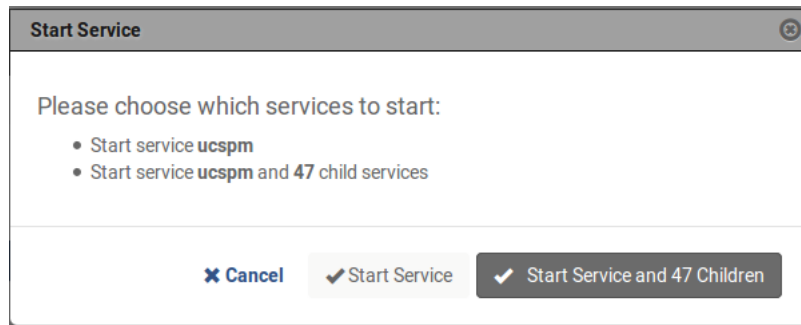 Start Service
Please choose which services to start:
Start service ucspm
Start service ucspm and 47 child services
Cancel Start Service Start Service and 47 Children